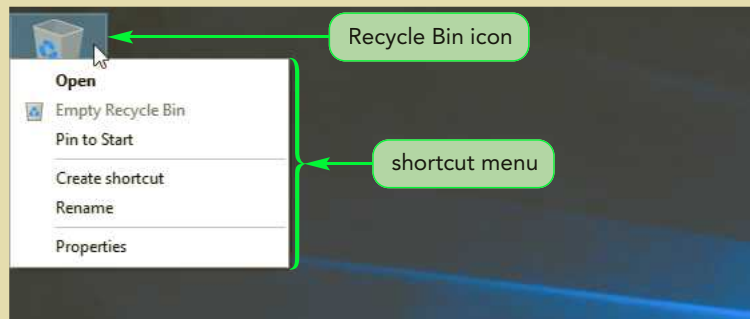 Recycle Bin icon
Open
Empty Recycle Bin
Pin to Start
shortcut menu
Create shortcut
Rename
Properties